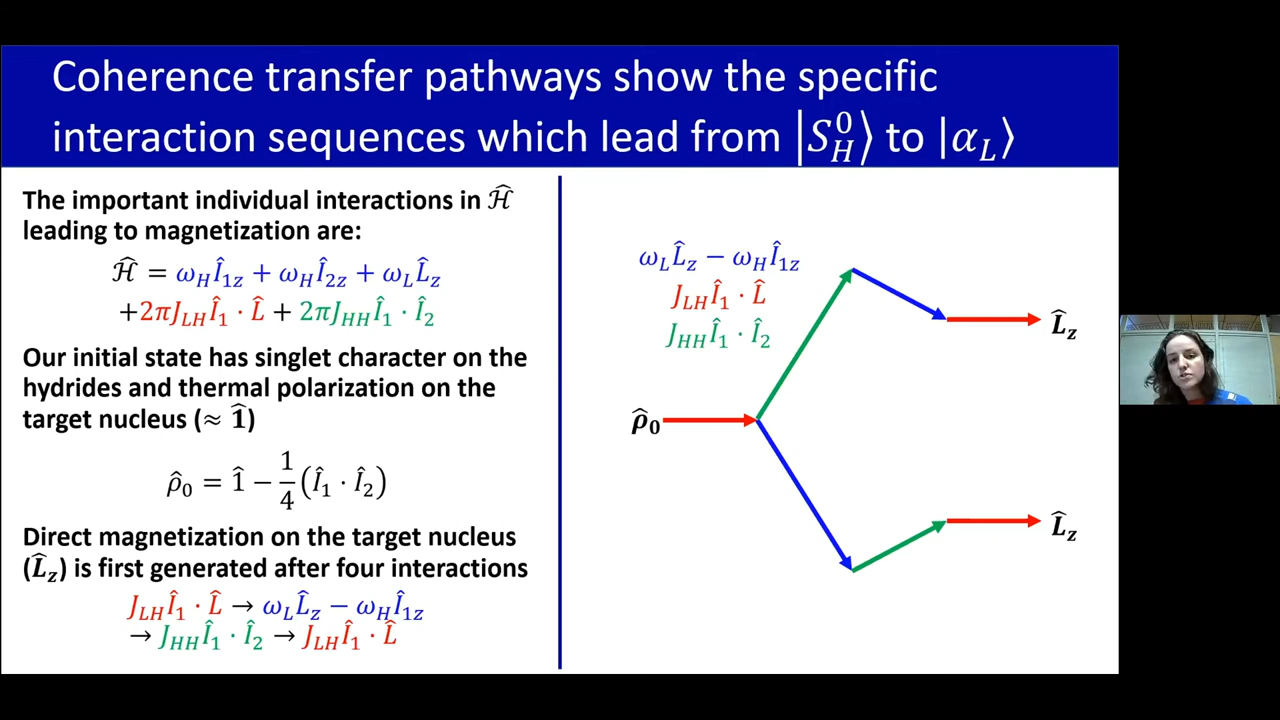 Coherence transfer pathways show the specific
interaction sequences which lead from |S_H^0⟩ to |α_L⟩
The important individual interactions in Ĥ
leading to magnetization are:
Ĥ = ω_H Î_1z + ω_H Î_2z + ω_L L̂_z
+2πJ_LH Î_1 · L̂ + 2πJ_HH Î_1 · Î_2
Our initial state has singlet character on the
hydrides and thermal polarization on the
target nucleus (≈ 1̂)
ρ̂_0 = 1̂ − 1/4 (Î_1 · Î_2)
Direct magnetization on the target nucleus
(L̂_z) is first generated after four interactions
J_LH Î_1 · L̂ → ω_L L̂_z − ω_H Î_1z
→ J_HH Î_1 · Î_2 → J_LH Î_1 · L̂
ω_L L̂_z − ω_H Î_1z
J_LH Î_1 · L̂
J_HH Î_1 · Î_2
L̂_z
ρ̂_0
L̂_z